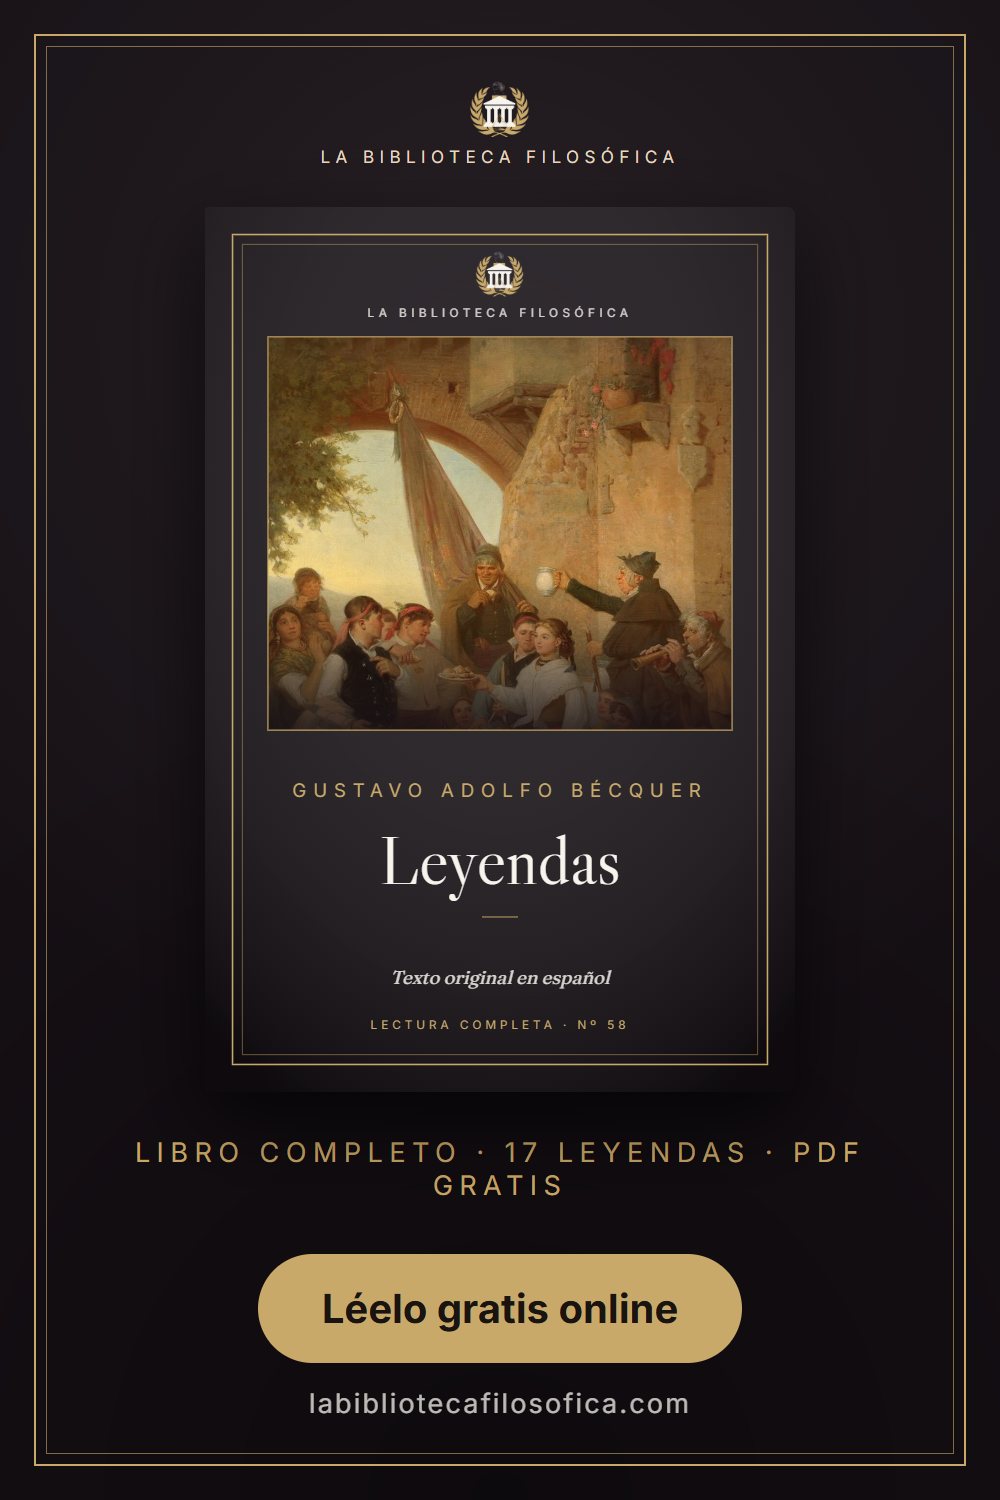 LA BIBLIOTECA FILOSÓFICA
LA BIBLIOTECA FILOSÓFICA
GUSTAVO ADOLFO BÉCQUER
Leyendas
Texto original en español
LECTURA COMPLETA · Nº 58
LIBRO COMPLETO · 17 LEYENDAS · PDF
GRATIS
Léelo gratis online
labibliotecafilosofica.com